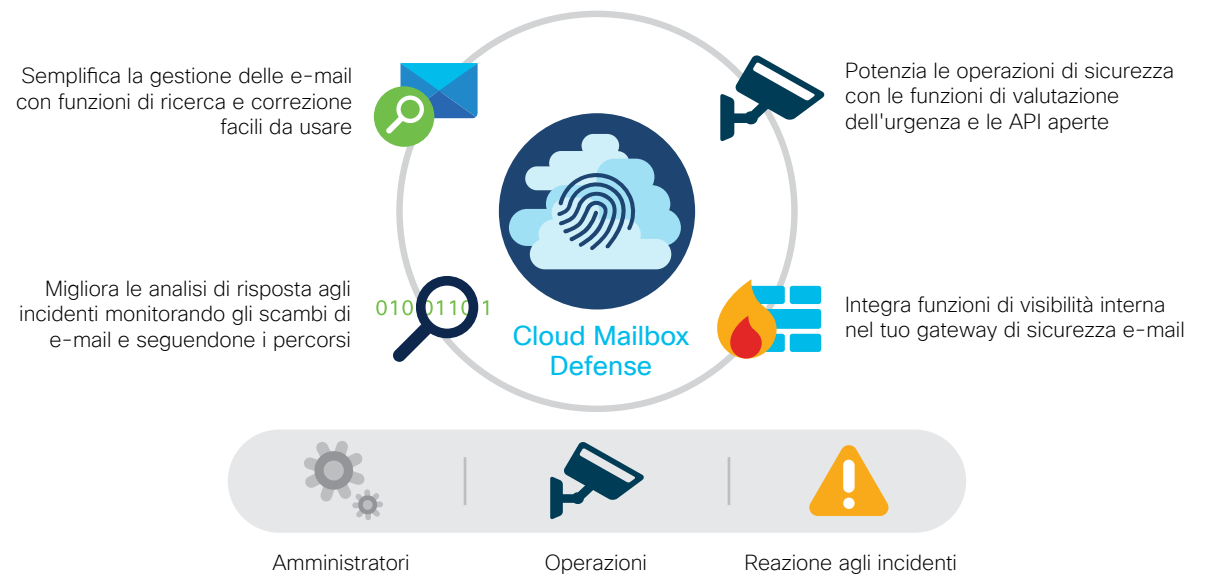 Semplifica la gestione delle e-mail
con funzioni di ricerca e correzione
facili da usare
Potenzia le operazioni di sicurezza
con le funzioni di valutazione
dell'urgenza e le API aperte
Migliora le analisi di risposta agli
incidenti monitorando gli scambi di
e-mail e seguendone i percorsi
010 011011
Cloud Mailbox
Defense
Integra funzioni di visibilità interna
nel tuo gateway di sicurezza e-mail
Amministratori
Operazioni
Reazione agli incidenti